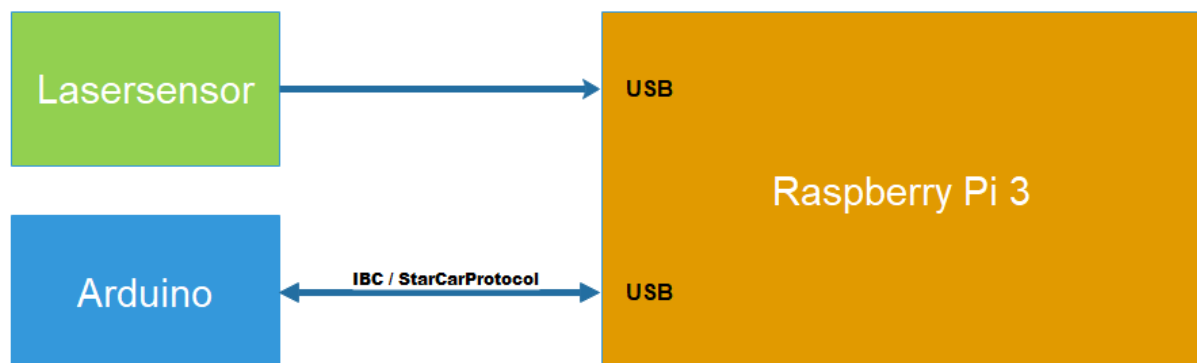 Lasersensor
USB
Raspberry Pi 3
Arduino
IBC / StarCarProtocol
USB